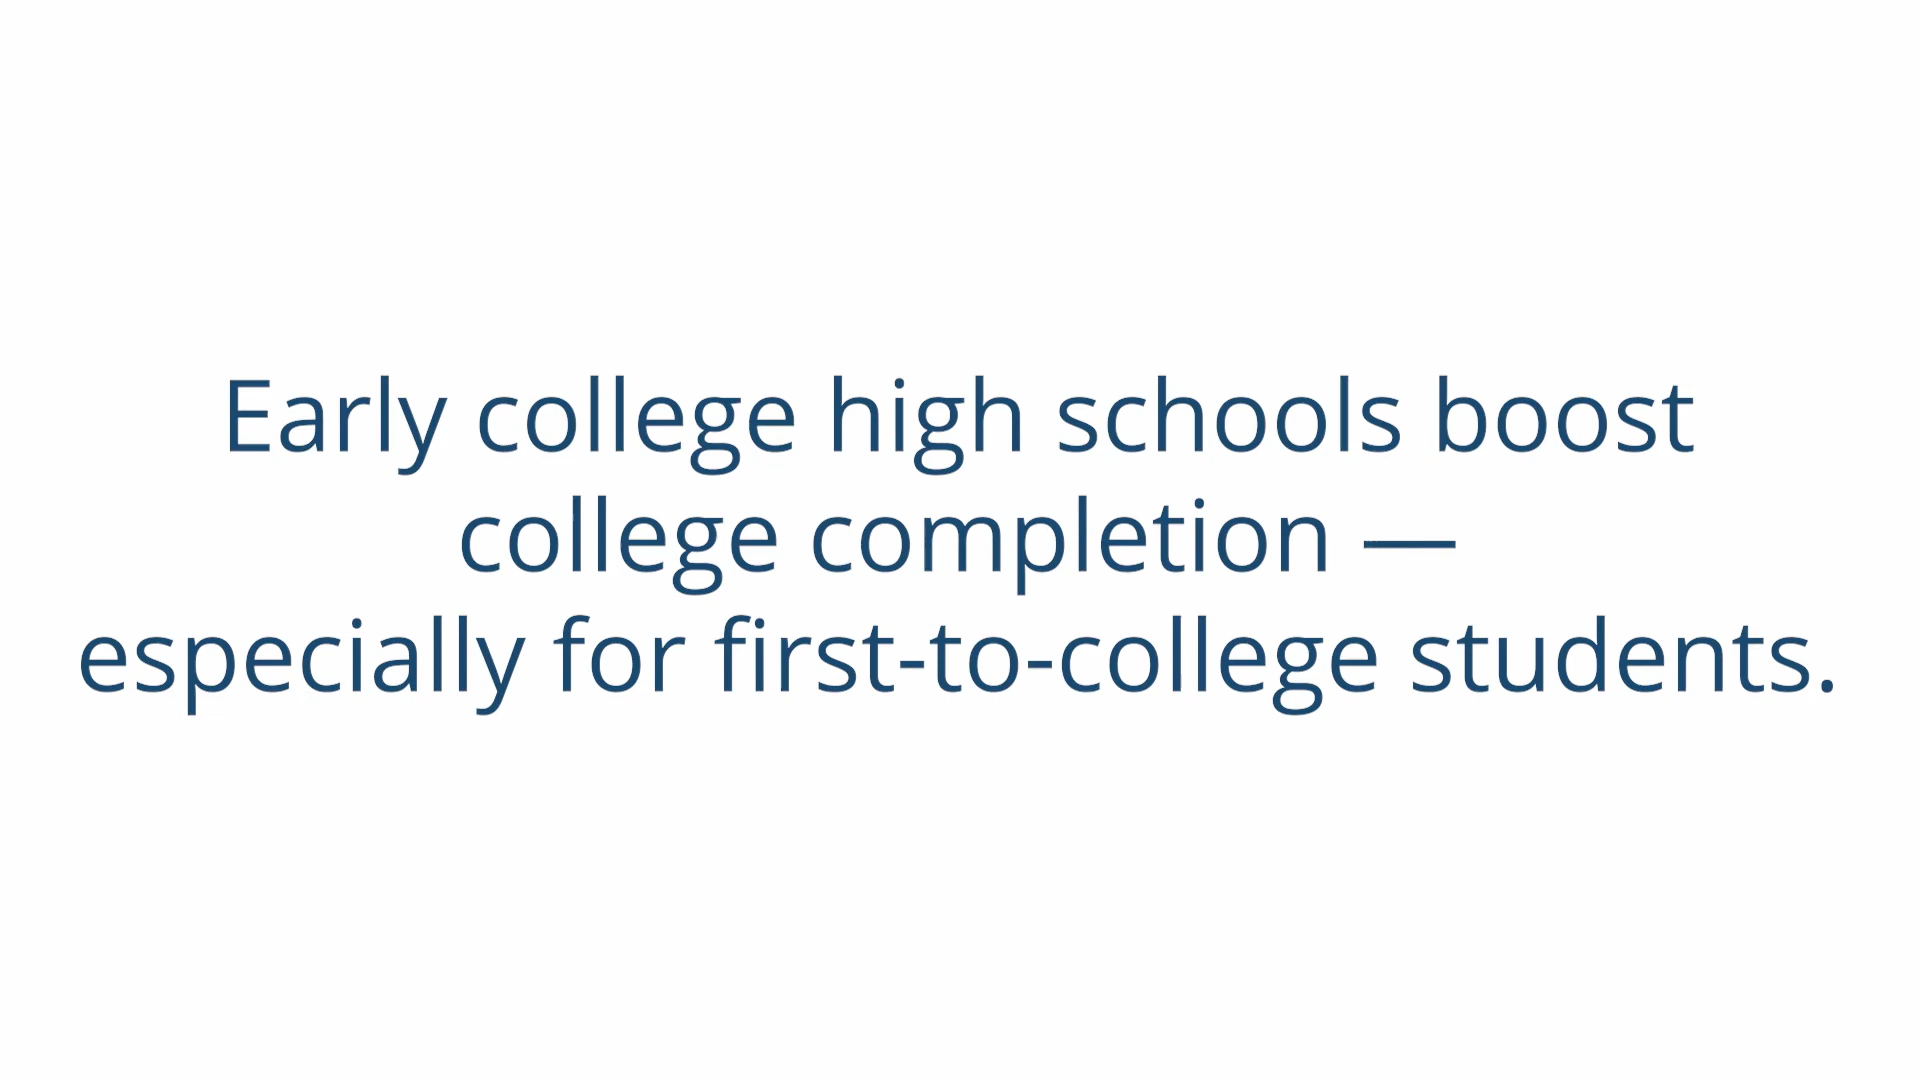 Early college high schools boost
college completion —
especially for first-to-college students.